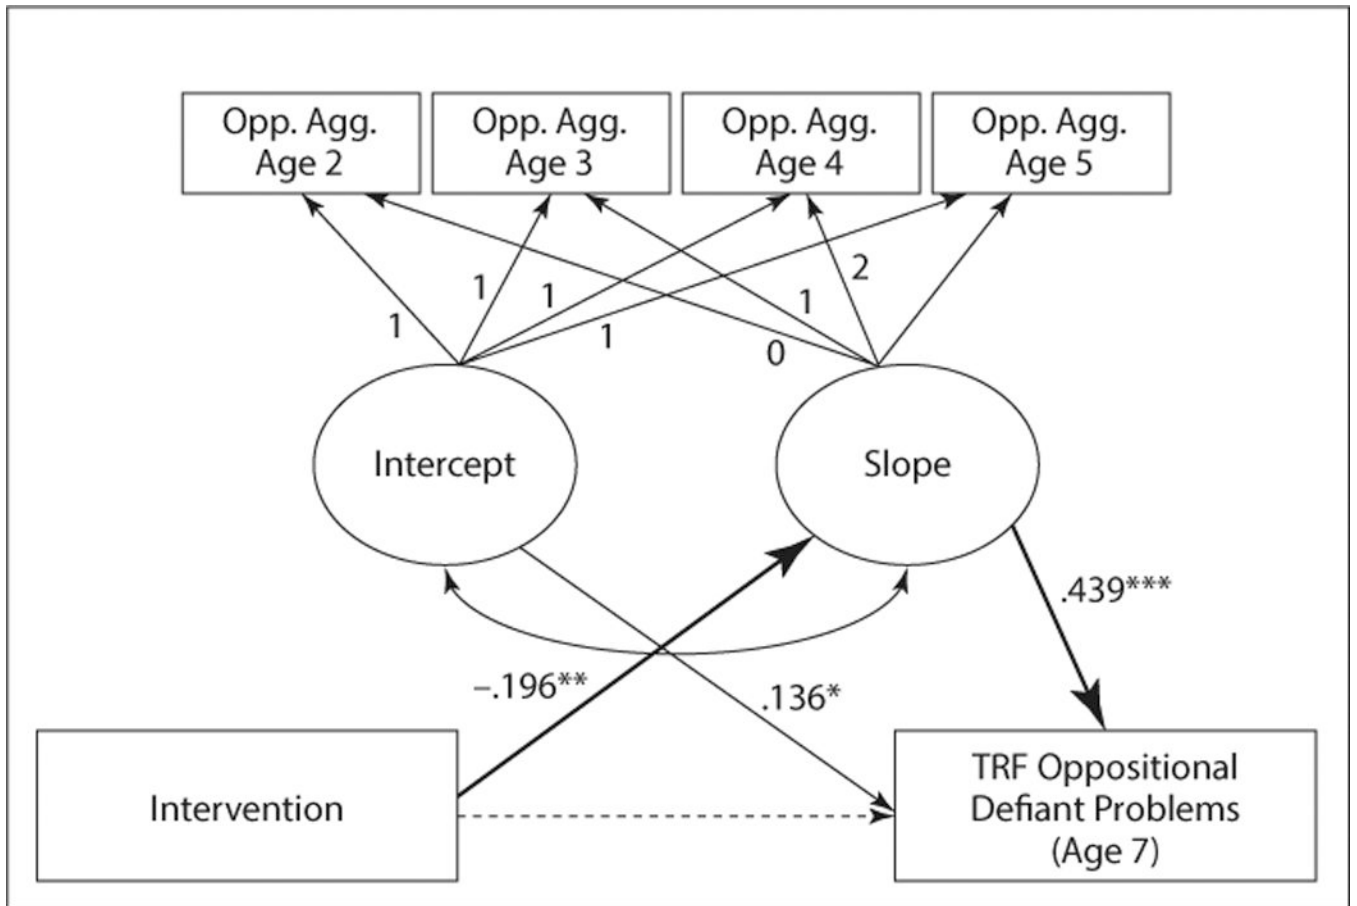 Opp. Agg.
Age 2
Opp. Agg.
Age 3
Opp. Agg.
Age 4
Opp. Agg.
Age 5
1
1
1
1
0
1
2
Intercept
Slope
–.196**
.136*
.439***
Intervention
TRF Oppositional
Defiant Problems
(Age 7)